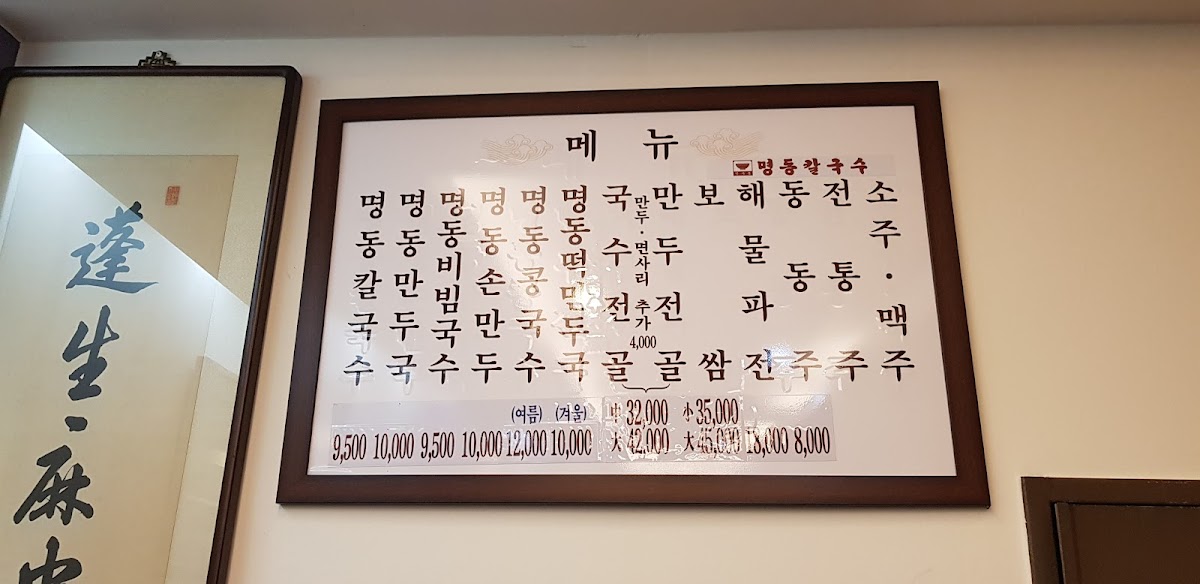 蓬生麻
메뉴
명동칼국수
명동칼국수
명동만두국
명동비빔국수
명동손만두
명동콩국수
명동떡만두국
국수전골
만두·면사리 추가 4,000
만두전골
보쌈
해물파전
동동주
전통주
소주·맥주
(여름) (겨울) 中 32,000 小 35,000
9,500 10,000 9,500 10,000 12,000 10,000 大 42,000 大 45,000 8,000